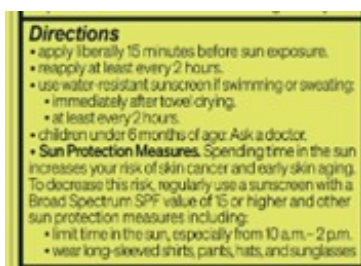 Directions
• apply liberally 15 minutes before sun exposure.
• reapply at least every 2 hours.
• use water-resistant sunscreen if swimming or sweating:
• immediately after towel drying.
• at least every 2 hours.
• children under 6 months of age: Ask a doctor.
• Sun Protection Measures. Spending time in the sun
increases your risk of skin cancer and early skin aging.
To decrease this risk, regularly use a sunscreen with a
Broad Spectrum SPF value of 15 or higher and other
sun protection measures including:
• limit time in the sun, especially from 10 a.m. – 2 p.m.
• wear long-sleeved shirts, pants, hats, and sunglasses